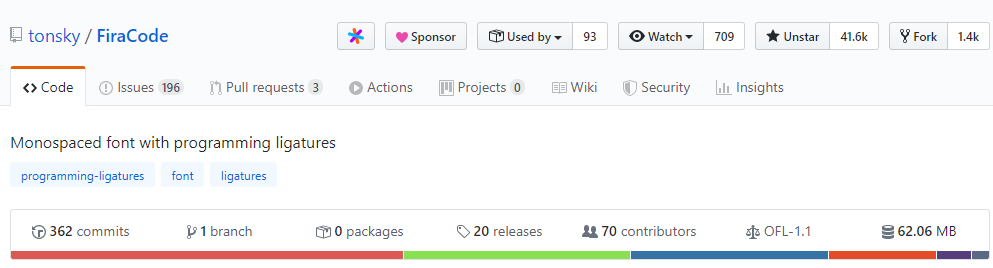 tonsky / FiraCode Sponsor Used by 93 Watch 709 Unstar 41.6k Fork 1.4k
Code Issues 196 Pull requests 3 Actions Projects 0 Wiki Security Insights
Monospaced font with programming ligatures
programming-ligatures font ligatures
362 commits 1 branch 0 packages 20 releases 70 contributors OFL-1.1 62.06 MB